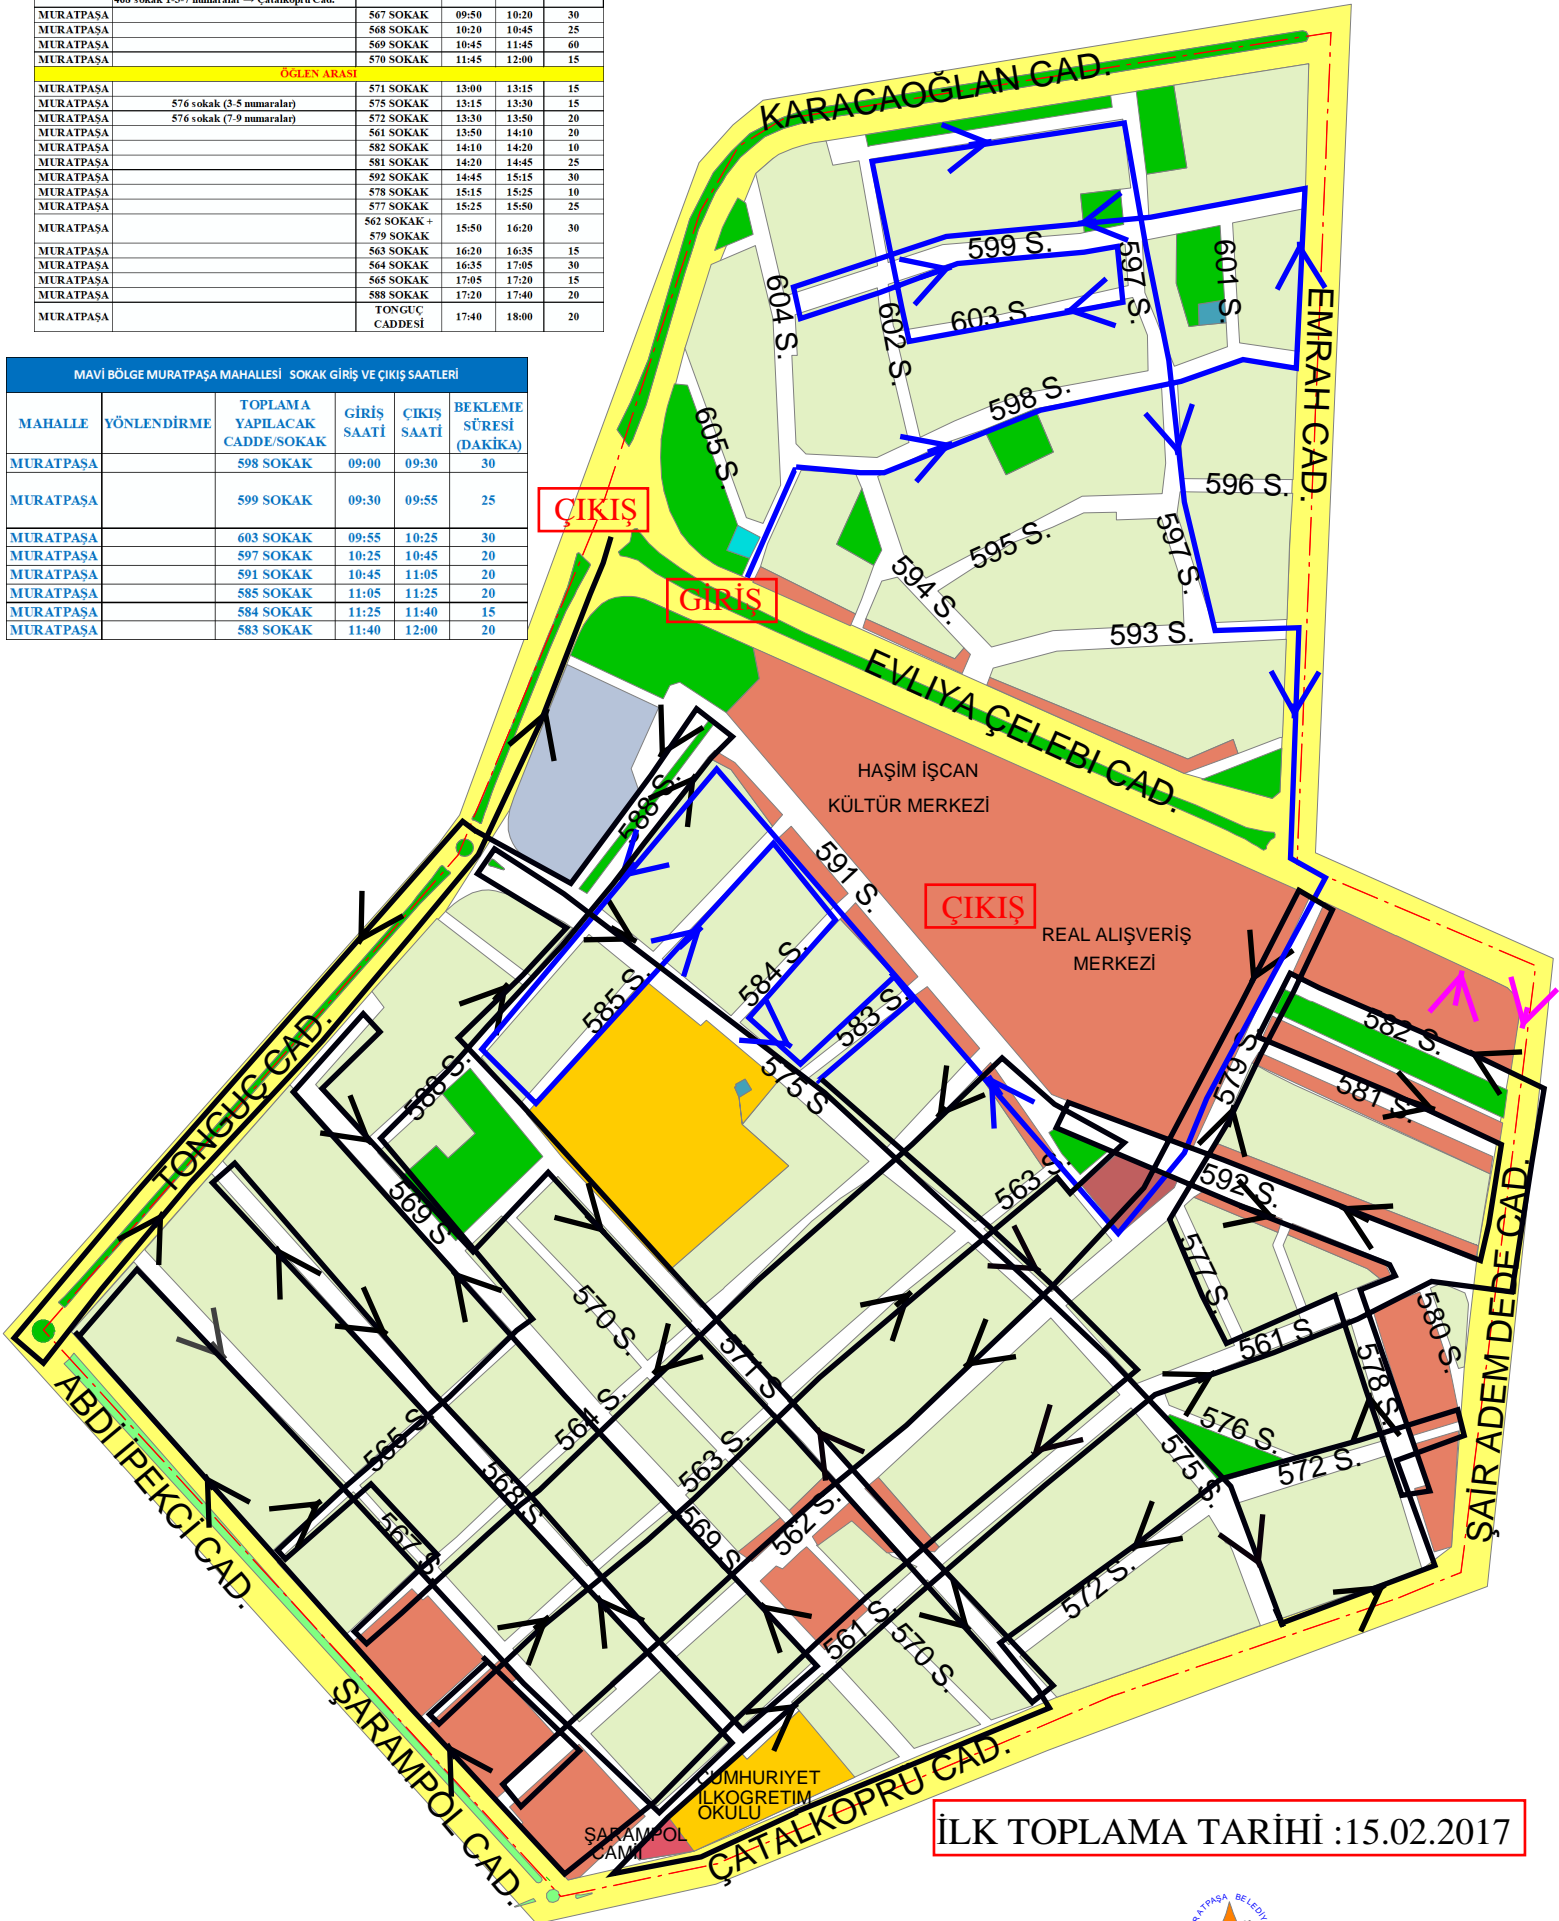 468 sokak 1-3-7 numaralar → Çatalköprü Cad.
MURATPAŞA 567 SOKAK 09:50 10:20 30
MURATPAŞA 568 SOKAK 10:20 10:45 25
MURATPAŞA 569 SOKAK 10:45 11:45 60
MURATPAŞA 570 SOKAK 11:45 12:00 15
ÖĞLEN ARASI
MURATPAŞA 571 SOKAK 13:00 13:15 15
MURATPAŞA 576 sokak (3-5 numaralar) 575 SOKAK 13:15 13:30 15
MURATPAŞA 576 sokak (7-9 numaralar) 572 SOKAK 13:30 13:50 20
MURATPAŞA 561 SOKAK 13:50 14:10 20
MURATPAŞA 582 SOKAK 14:10 14:20 10
MURATPAŞA 581 SOKAK 14:20 14:45 25
MURATPAŞA 592 SOKAK 14:45 15:15 30
MURATPAŞA 578 SOKAK 15:15 15:25 10
MURATPAŞA 577 SOKAK 15:25 15:50 25
MURATPAŞA 562 SOKAK + 579 SOKAK 15:50 16:20 30
MURATPAŞA 563 SOKAK 16:20 16:35 15
MURATPAŞA 564 SOKAK 16:35 17:05 30
MURATPAŞA 565 SOKAK 17:05 17:20 15
MURATPAŞA 588 SOKAK 17:20 17:40 20
MURATPAŞA TONGUÇ CADDESİ 17:40 18:00 20
MAVİ BÖLGE MURATPAŞA MAHALLESİ SOKAK GİRİŞ VE ÇIKIŞ SAATLERİ
MAHALLE YÖNLENDİRME TOPLAMA YAPILACAK CADDE/SOKAK GİRİŞ SAATİ ÇIKIŞ SAATİ BEKLEME SÜRESİ (DAKİKA)
MURATPAŞA 598 SOKAK 09:00 09:30 30
MURATPAŞA 599 SOKAK 09:30 09:55 25
MURATPAŞA 603 SOKAK 09:55 10:25 30
MURATPAŞA 597 SOKAK 10:25 10:45 20
MURATPAŞA 591 SOKAK 10:45 11:05 20
MURATPAŞA 585 SOKAK 11:05 11:25 20
MURATPAŞA 584 SOKAK 11:25 11:40 15
MURATPAŞA 583 SOKAK 11:40 12:00 20
KARACAOĞLAN CAD.
599 S.
597 S.
601 S.
604 S.
602 S.
603 S
EMRAH CAD.
598 S.
605 S.
596 S.
ÇIKIŞ
597 S.
595 S.
594 S.
GİRİŞ
593 S.
EVLIYA ÇELEBI CAD.
HAŞİM İŞCAN
KÜLTÜR MERKEZİ
588 S.
591 S.
ÇIKIŞ
REAL ALIŞVERİŞ
MERKEZİ
584 S.
585 S.
583 S.
582 S.
TONGUÇ CAD.
588 S.
575 S
579 S.
581 S.
569 S
563 S.
592 S.
ŞAİR ADEM DEDE CAD.
577 S.
570 S.
571 S
561 S
580 S.
578 S.
ABDİ İPEKCİ CAD.
565 S.
564 S.
563 S.
576 S.
575 S.
572 S.
568 S
567 S.
569 S.
562 S.
572 S.
561 S.
570 S.
ŞARAMPOL CAD.
CUMHURIYET
İLKOGRETIM
OKULU
ŞARAMPOL
CAMİİ
ÇATALKOPRU CAD.
İLK TOPLAMA TARİHİ :15.02.2017